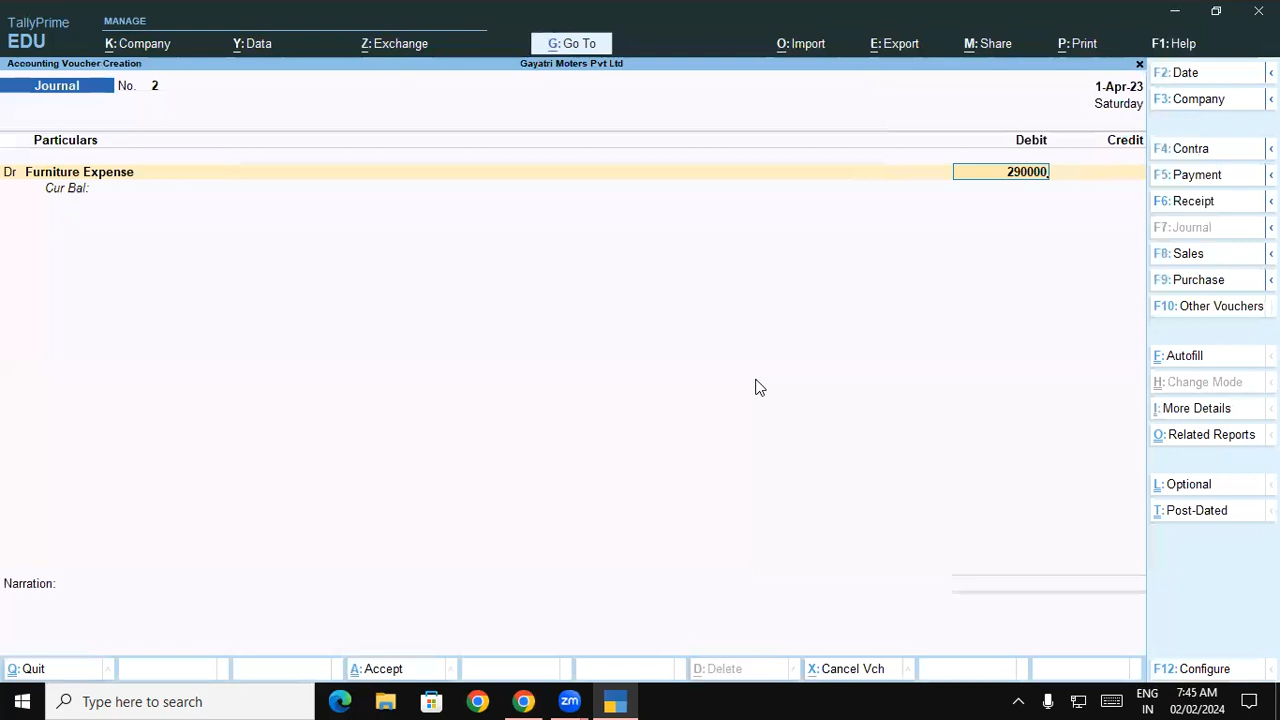 TallyPrime
EDU
MANAGE
K: Company
Y: Data
Z: Exchange
G: Go To
O: Import
E: Export
M: Share
P: Print
F1: Help
Accounting Voucher Creation
Gayatri Moters Pvt Ltd
Journal No. 2
1-Apr-23
Saturday
Particulars Debit Credit
Dr Furniture Expense 290000
Cur Bal:
Narration:
F2: Date
F3: Company
F4: Contra
F5: Payment
F6: Receipt
F7: Journal
F8: Sales
F9: Purchase
F10: Other Vouchers
F: Autofill
H: Change Mode
I: More Details
O: Related Reports
L: Optional
T: Post-Dated
Q: Quit
A: Accept
D: Delete
X: Cancel Vch
F12: Configure
Type here to search
zm
ENG
IN
7:45 AM
02/02/2024